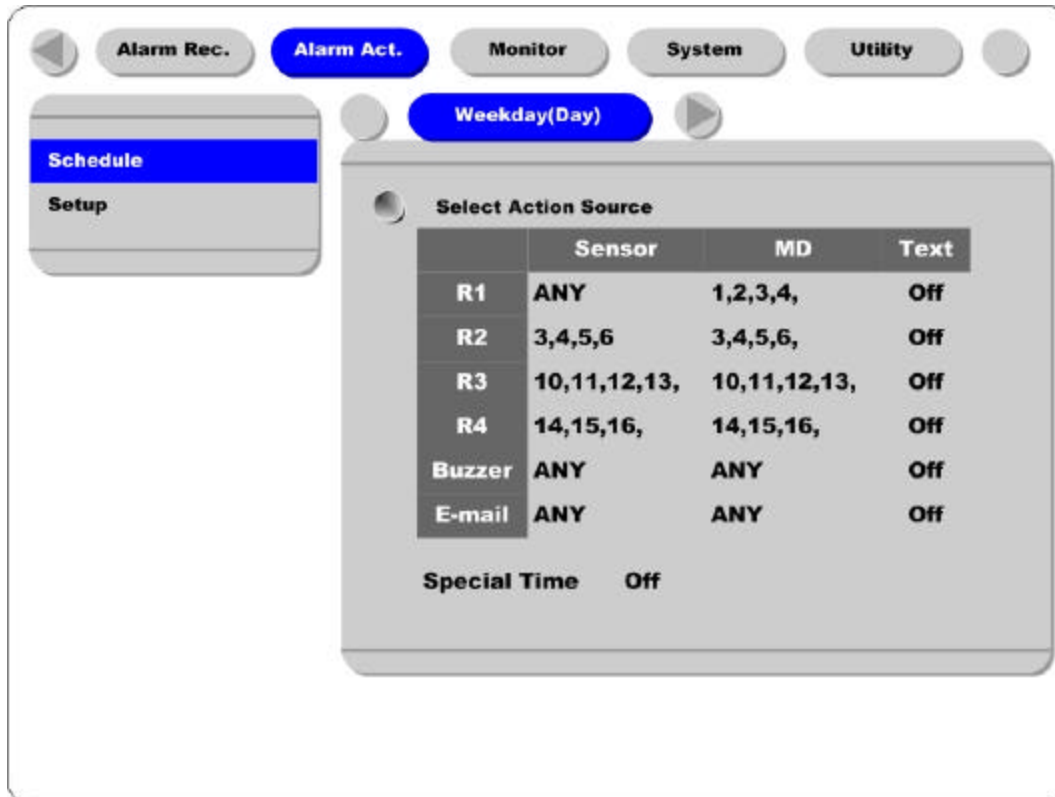 Alarm Rec. Alarm Act. Monitor System Utility
Weekday(Day)
Schedule
Setup
Select Action Source
Sensor MD Text
R1 ANY 1,2,3,4, Off
R2 3,4,5,6 3,4,5,6, Off
R3 10,11,12,13, 10,11,12,13, Off
R4 14,15,16, 14,15,16, Off
Buzzer ANY ANY Off
E-mail ANY ANY Off
Special Time Off